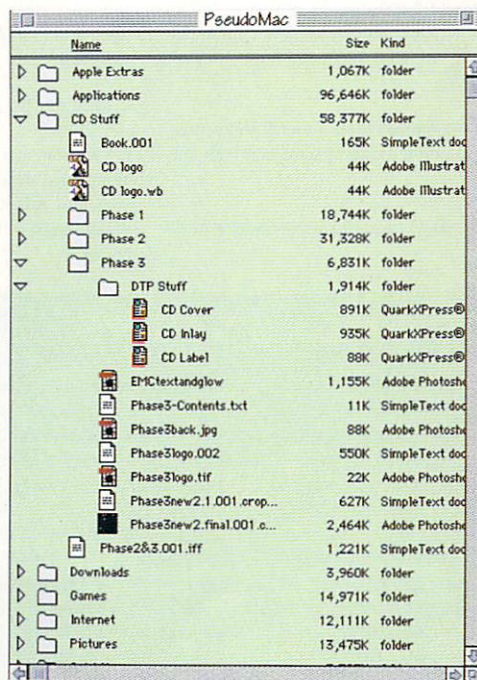 PseudoMac
Name Size Kind
Apple Extras 1,067K folder
Applications 96,646K folder
CD Stuff 58,377K folder
Book.001 165K SimpleText doc
CD logo 44K Adobe Illustrat
CD logo.wb 44K Adobe Illustrat
Phase 1 18,744K folder
Phase 2 31,328K folder
Phase 3 6,831K folder
DTP Stuff 1,914K folder
CD Cover 891K QuarkXPress®
CD Inlay 935K QuarkXPress®
CD Label 88K QuarkXPress®
EMCtextandglow 1,155K Adobe Photosh
Phase3-Contents.txt 11K SimpleText doc
Phase3back.jpg 88K Adobe Photosh
Phase3logo.002 550K SimpleText doc
Phase3logo.tif 22K Adobe Photosh
Phase3new2.1.001.crop... 627K SimpleText doc
Phase3new2.final.001.c... 2,464K Adobe Photosh
Phase2&3.001.iff 1,221K SimpleText doc
Downloads 3,960K folder
Games 14,971K folder
Internet 12,111K folder
Pictures 13,475K folder